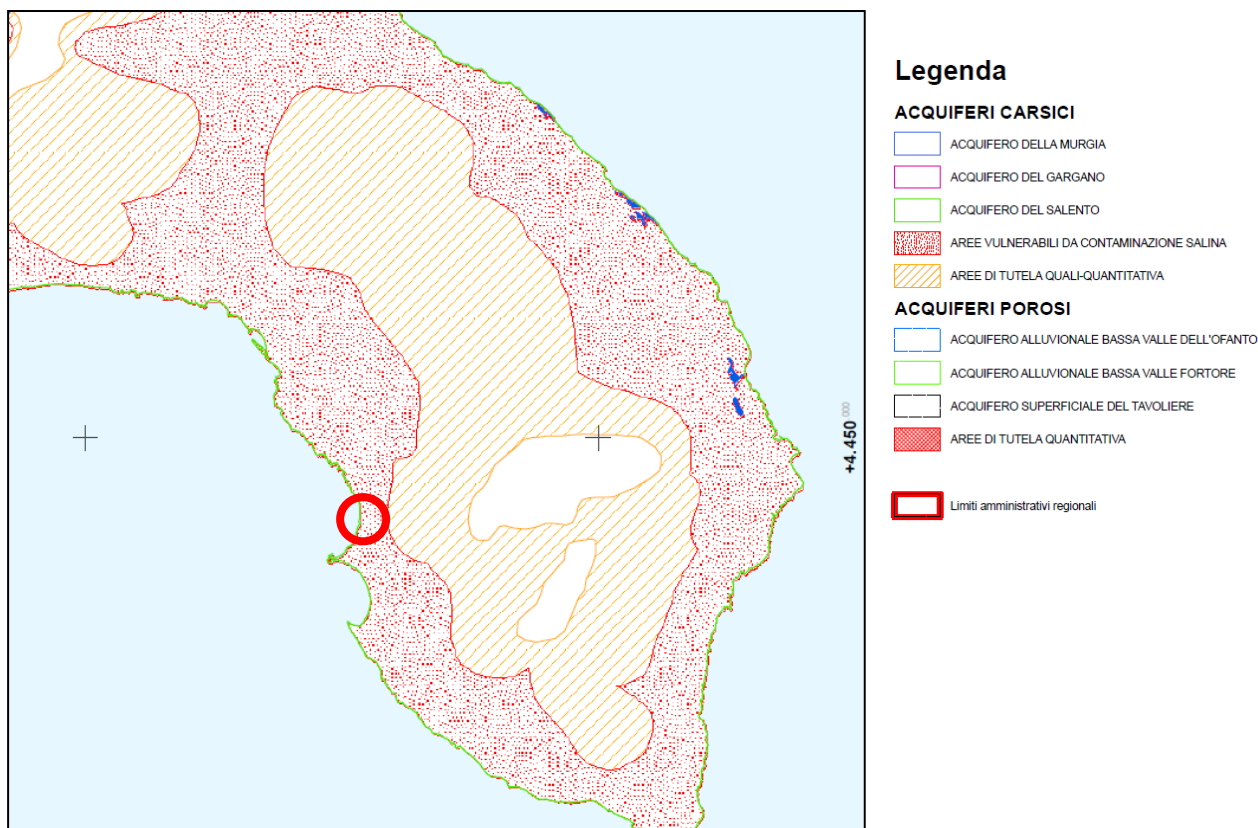 Legenda
ACQUIFERI CARSICI
ACQUIFERO DELLA MURGIA
ACQUIFERO DEL GARGANO
ACQUIFERO DEL SALENTO
AREE VULNERABILI DA CONTAMINAZIONE SALINA
AREE DI TUTELA QUALI-QUANTITATIVA
ACQUIFERI POROSI
ACQUIFERO ALLUVIONALE BASSA VALLE DELL'OFANTO
ACQUIFERO ALLUVIONALE BASSA VALLE FORTORE
ACQUIFERO SUPERFICIALE DEL TAVOLIERE
AREE DI TUTELA QUANTITATIVA
Limiti amministrativi regionali
+4.450 000